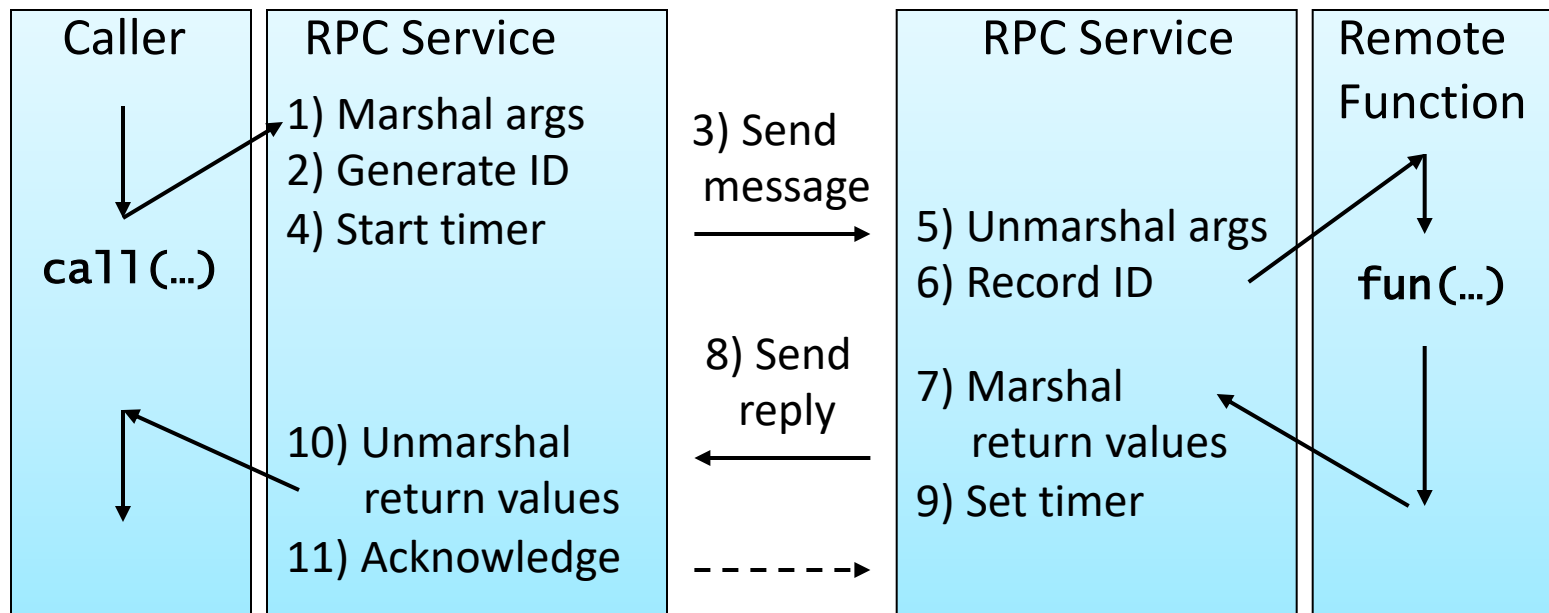 Caller
RPC Service
1) Marshal args
2) Generate ID
4) Start timer
call(…)
10) Unmarshal
return values
11) Acknowledge
3) Send
message
8) Send
reply
RPC Service
5) Unmarshal args
6) Record ID
7) Marshal
return values
9) Set timer
Remote
Function
fun(…)